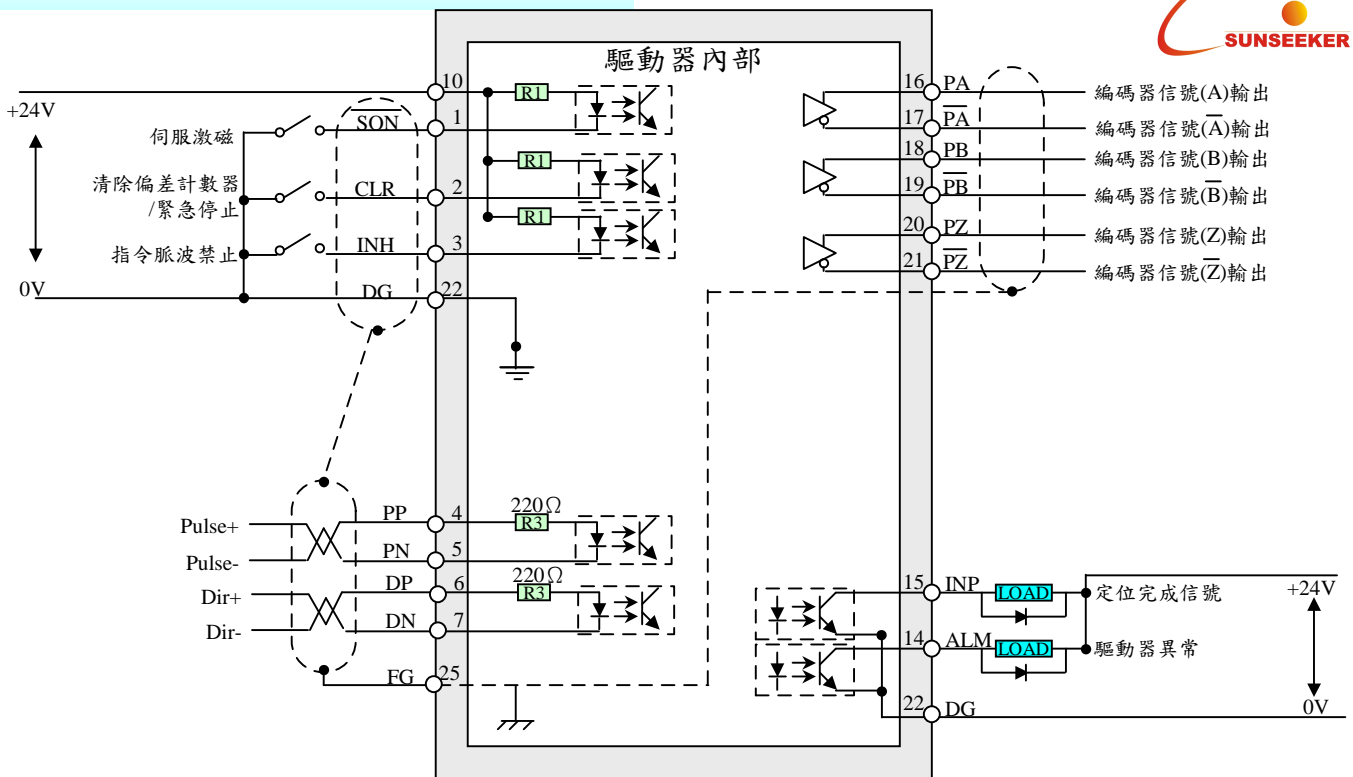 SUNSEEKER
驅動器內部
+24V
0V
伺服激磁
清除偏差計數器
/緊急停止
指令脈波禁止
10
S̅O̅N̅ 1
CLR 2
INH 3
DG 22
R1
R1
R1
16 PA 編碼器信號(A)輸出
17 P̅A̅ 編碼器信號(A̅)輸出
18 PB 編碼器信號(B)輸出
19 P̅B̅ 編碼器信號(B̅)輸出
20 PZ 編碼器信號(Z)輸出
21 P̅Z̅ 編碼器信號(Z̅)輸出
Pulse+ PP 4 220Ω
R3
Pulse- PN 5
Dir+ DP 6 220Ω
R3
Dir- DN 7
FG 25
15 INP LOAD 定位完成信號 +24V
14 ALM LOAD 驅動器異常
22 DG 0V